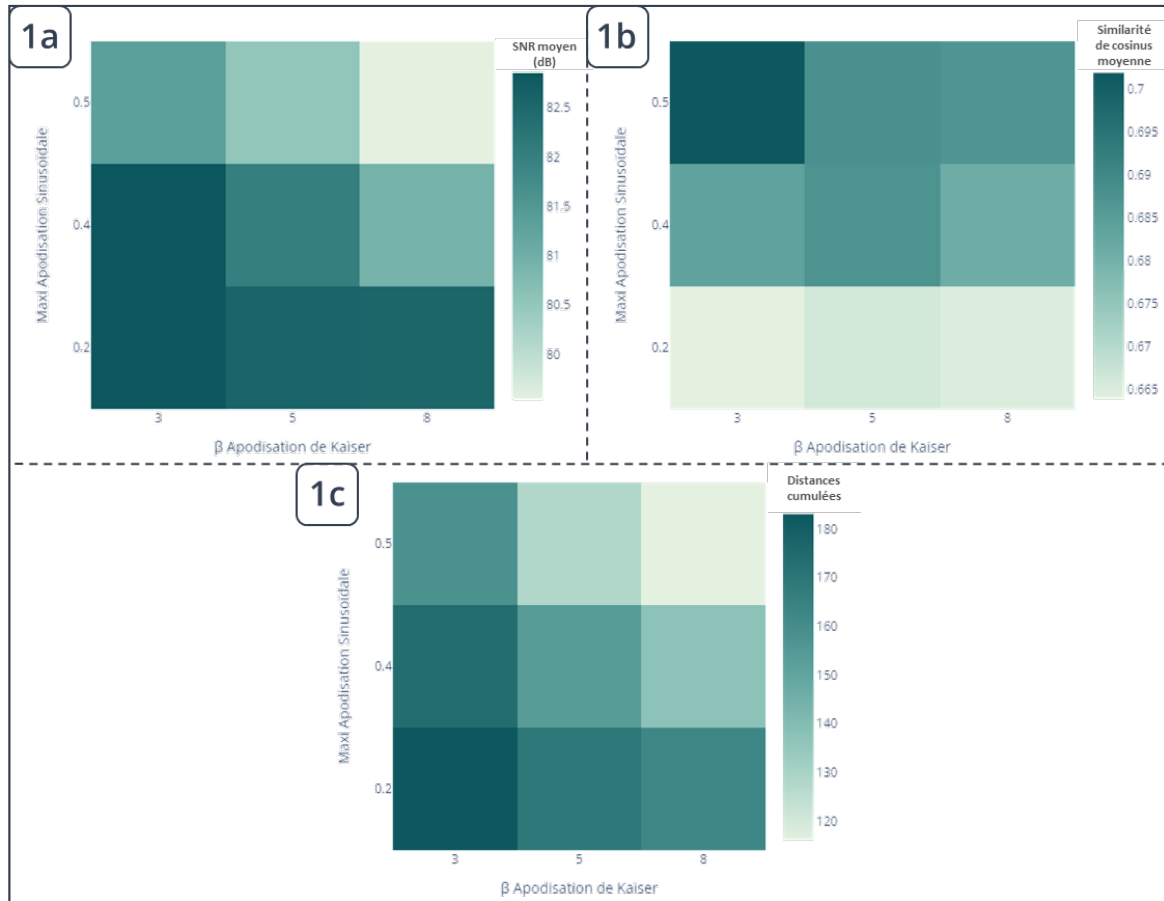 1a
SNR moyen
(dB)
Maxi Apodisation Sinusoïdale
0.5
0.4
0.2
3
5
8
β Apodisation de Kaiser
82.5
82
81.5
81
80.5
80
1b
Similarité
de cosinus
moyenne
Maxi Apodisation Sinusoïdale
0.5
0.4
0.2
3
5
8
β Apodisation de Kaiser
0.7
0.695
0.69
0.685
0.68
0.675
0.67
0.665
1c
Distances
cumulées
Maxi Apodisation Sinusoïdale
0.5
0.4
0.2
3
5
8
β Apodisation de Kaiser
180
170
160
150
140
130
120